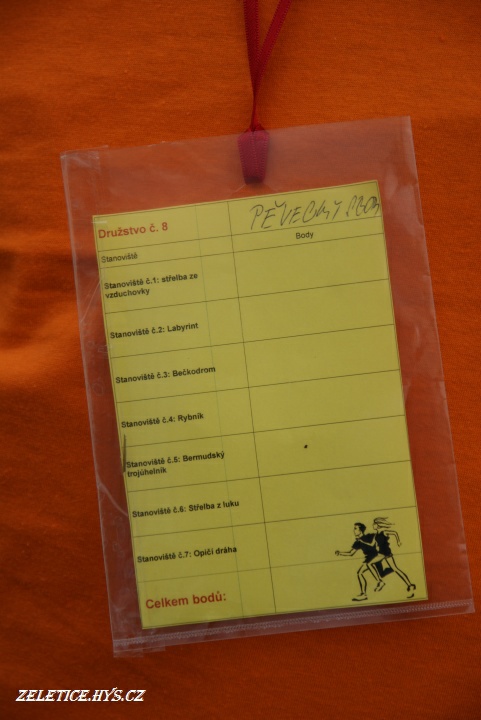 Družstvo č. 8
PĚVECKÝ SBOR
Stanoviště
Body
Stanoviště č.1: střelba ze
vzduchovky
Stanoviště č.2: Labyrint
Stanoviště č.3: Bečkodrom
Stanoviště č.4: Rybník
Stanoviště č.5: Bermudský
trojúhelník
Stanoviště č.6: Střelba z luku
Stanoviště č.7: Opičí dráha
Celkem bodů:
ZELETICE.HYS.CZ